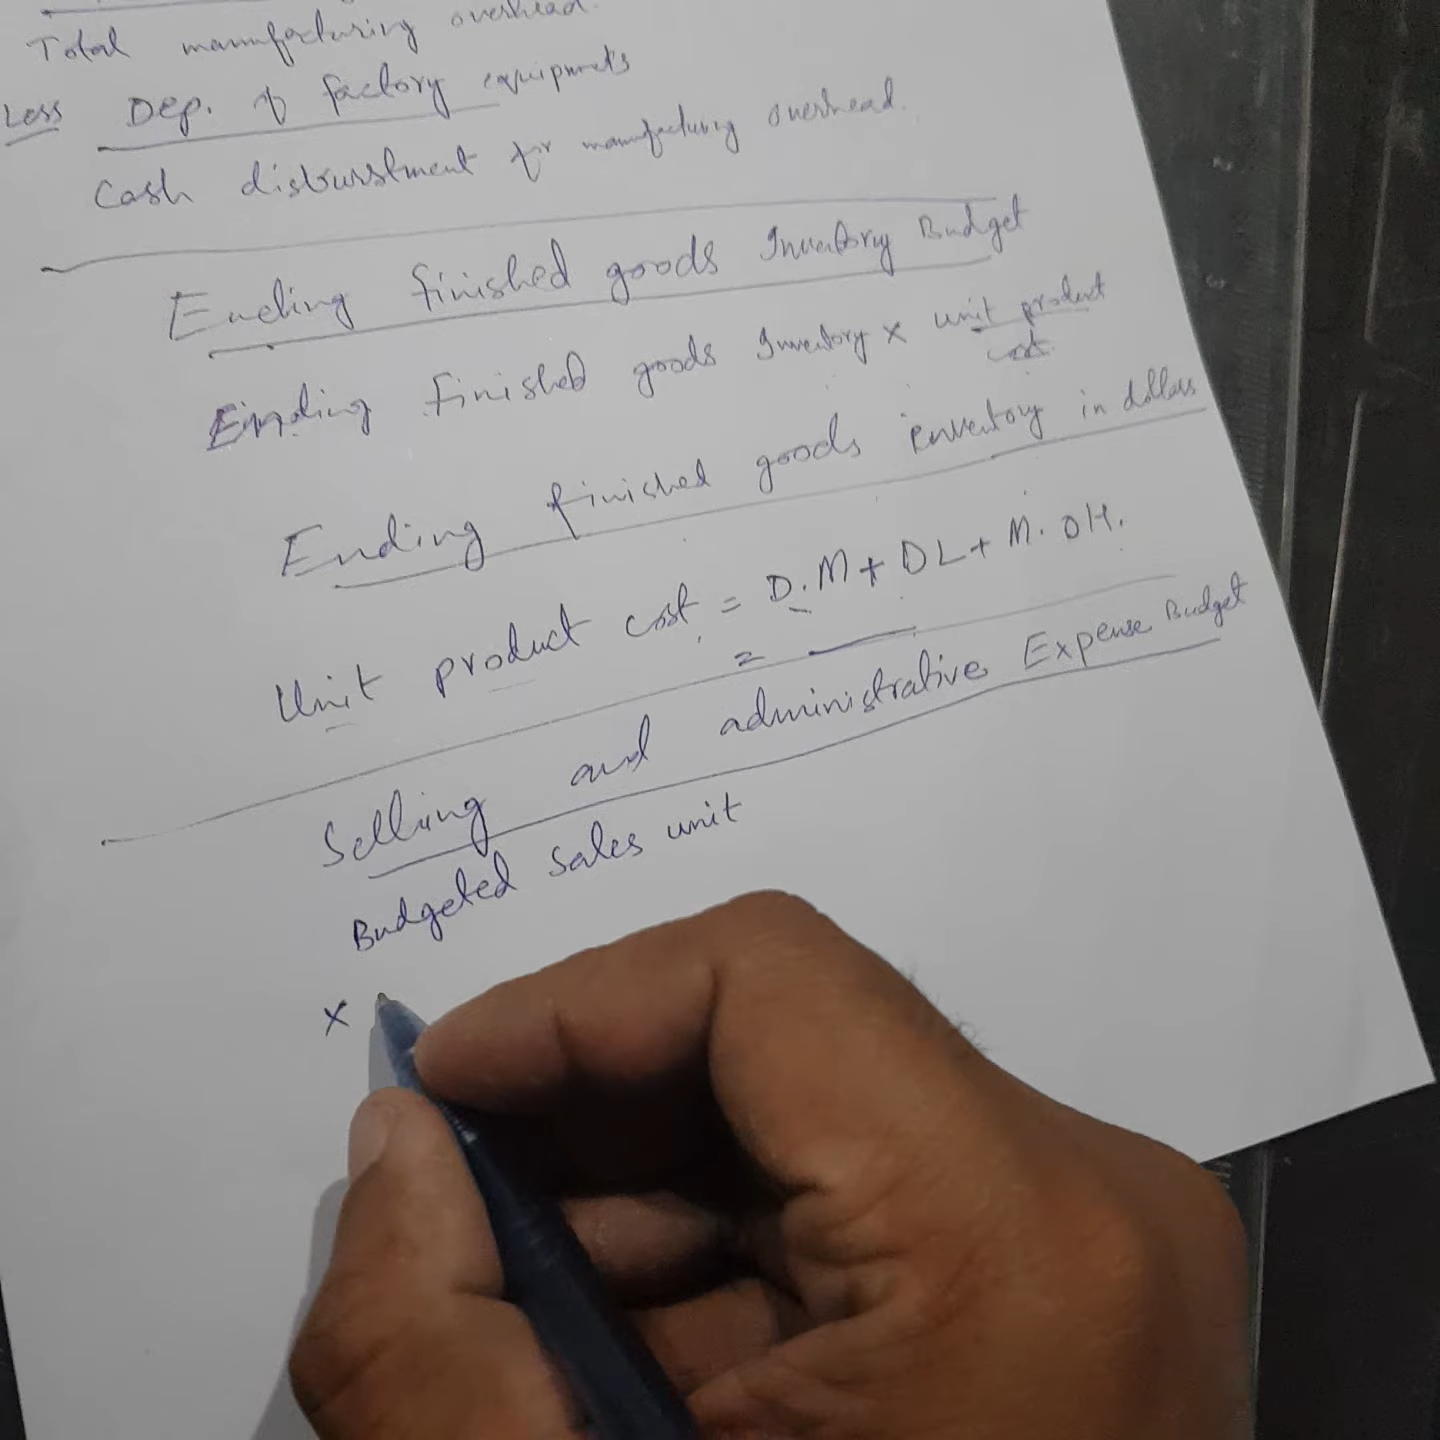 Total manufacturing overhead.
Less Dep. of factory equipments
Cash disburstment for manufacturing overhead.
Ending finished goods Inventory Budget
Ending finished goods Inventory x unit product
cost
Ending finished goods inventory in dollars
Unit product cost = D.M + DL + M.OH.
=
Selling and administrative Expense Budget
Budgeted sales unit
x